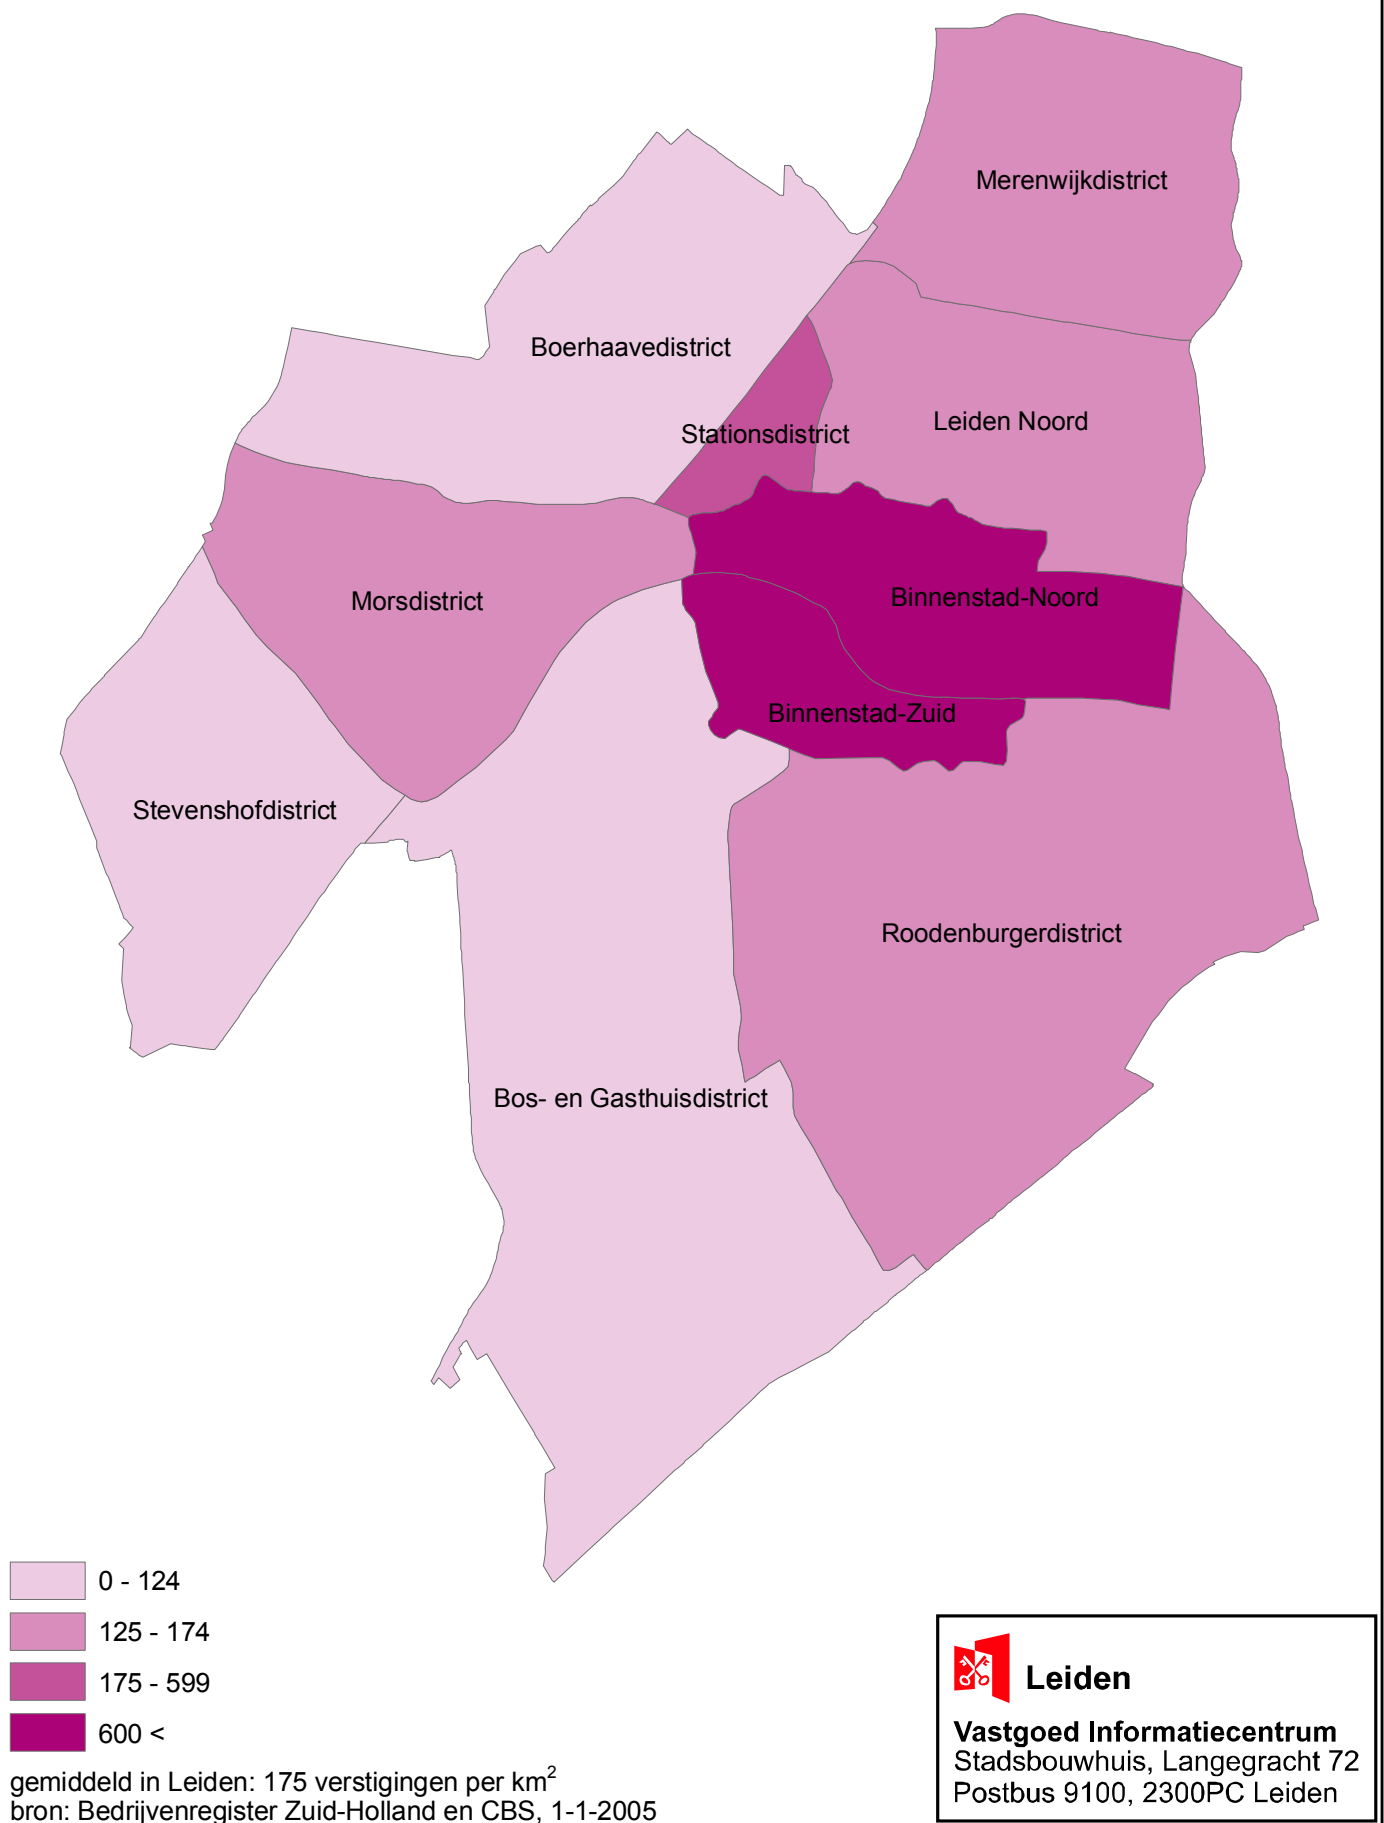 Merenwijkdistrict
Boerhaavedistrict
Leiden Noord
Stationsdistrict
Binnenstad-Noord
Morsdistrict
Binnenstad-Zuid
Stevenshofdistrict
Roodenburgerdistrict
Bos- en Gasthuisdistrict
0 - 124
125 - 174
175 - 599
600 <
gemiddeld in Leiden: 175 verstigingen per km²
bron: Bedrijvenregister Zuid-Holland en CBS, 1-1-2005
Leiden
Vastgoed Informatiecentrum
Stadsbouwhuis, Langegracht 72
Postbus 9100, 2300PC Leiden